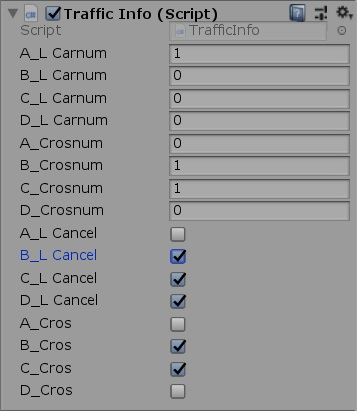 Traffic Info (Script)
Script TrafficInfo
A_L Carnum 1
B_L Carnum 0
C_L Carnum 0
D_L Carnum 0
A_Crosnum 0
B_Crosnum 1
C_Crosnum 1
D_Crosnum 0
A_L Cancel
B_L Cancel
C_L Cancel
D_L Cancel
A_Cros
B_Cros
C_Cros
D_Cros